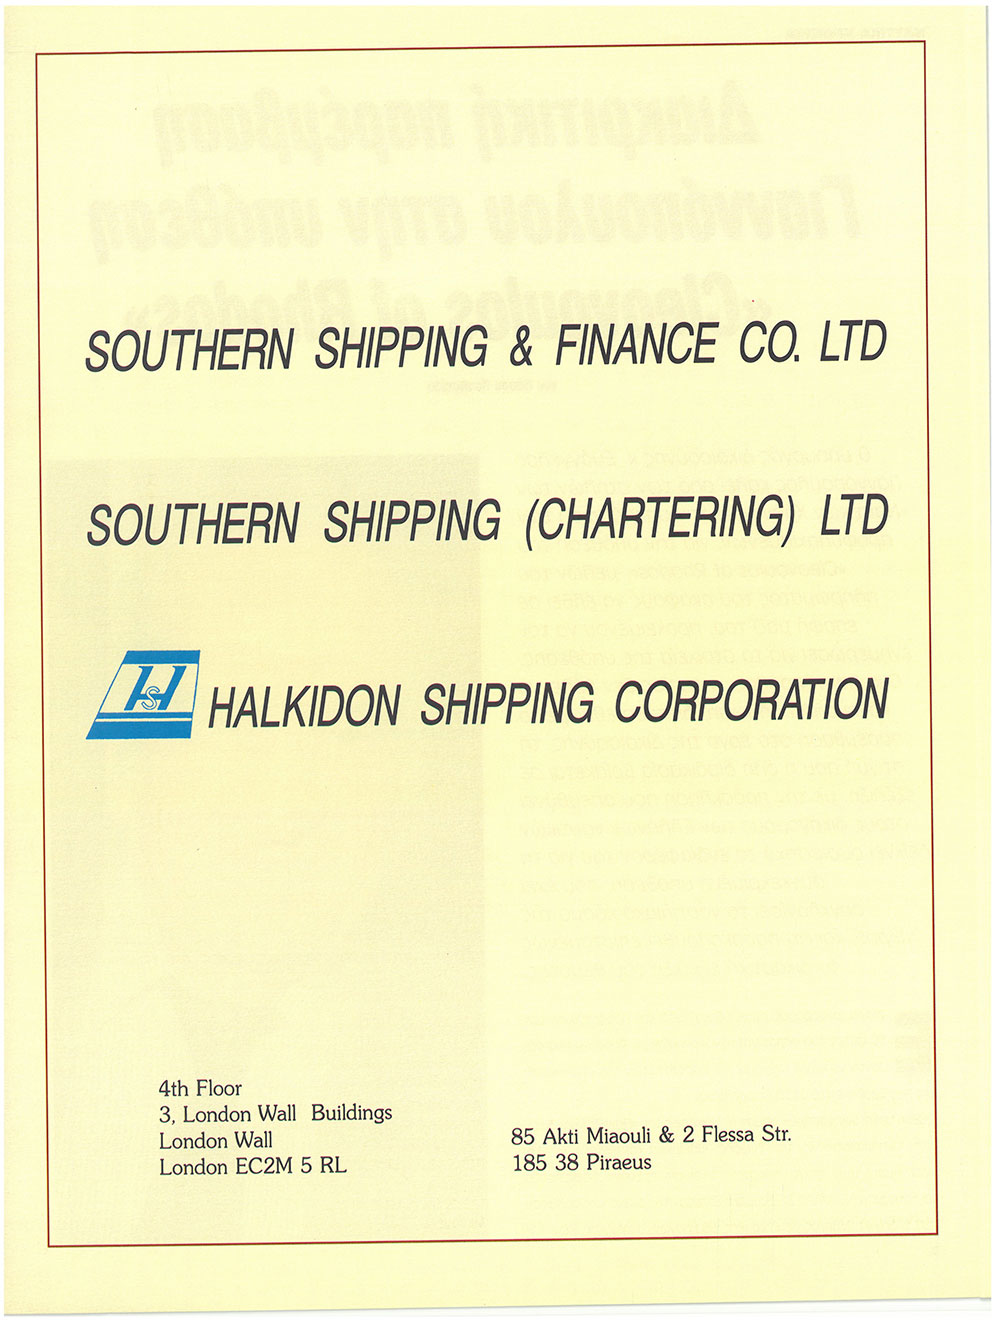 SOUTHERN SHIPPING & FINANCE CO. LTD
SOUTHERN SHIPPING (CHARTERING) LTD
HSH HALKIDON SHIPPING CORPORATION
4th Floor
3, London Wall Buildings
London Wall
London EC2M 5 RL
85 Akti Miaouli & 2 Flessa Str.
185 38 Piraeus